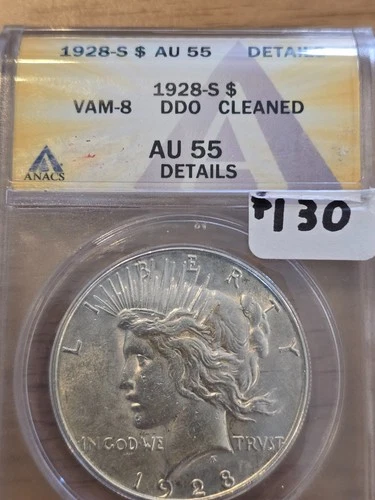 1928-S $ AU 55 DETAILS
1928-S $
VAM-8 DDO CLEANED
AU 55
DETAILS
ANACS
$130
LIBERTY
IN GOD WE TRVST
1928